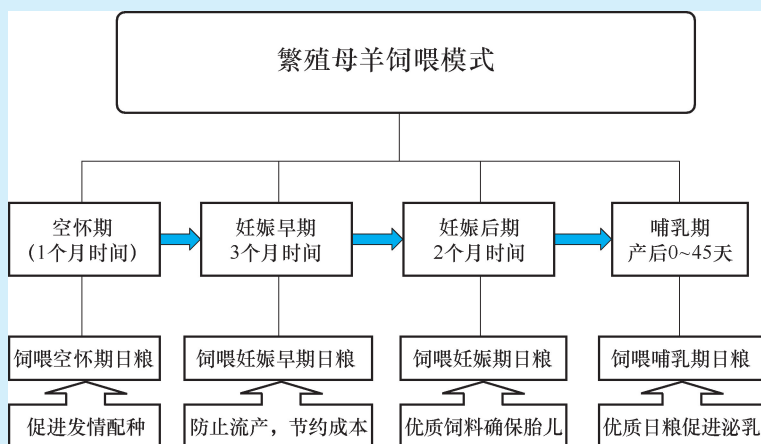 繁殖母羊饲喂模式
空怀期
(1个月时间)
妊娠早期
3个月时间
妊娠后期
2个月时间
哺乳期
产后0~45天
饲喂空怀期日粮
饲喂妊娠早期日粮
饲喂妊娠期日粮
饲喂哺乳期日粮
促进发情配种
防止流产，节约成本
优质饲料确保胎儿
优质日粮促进泌乳